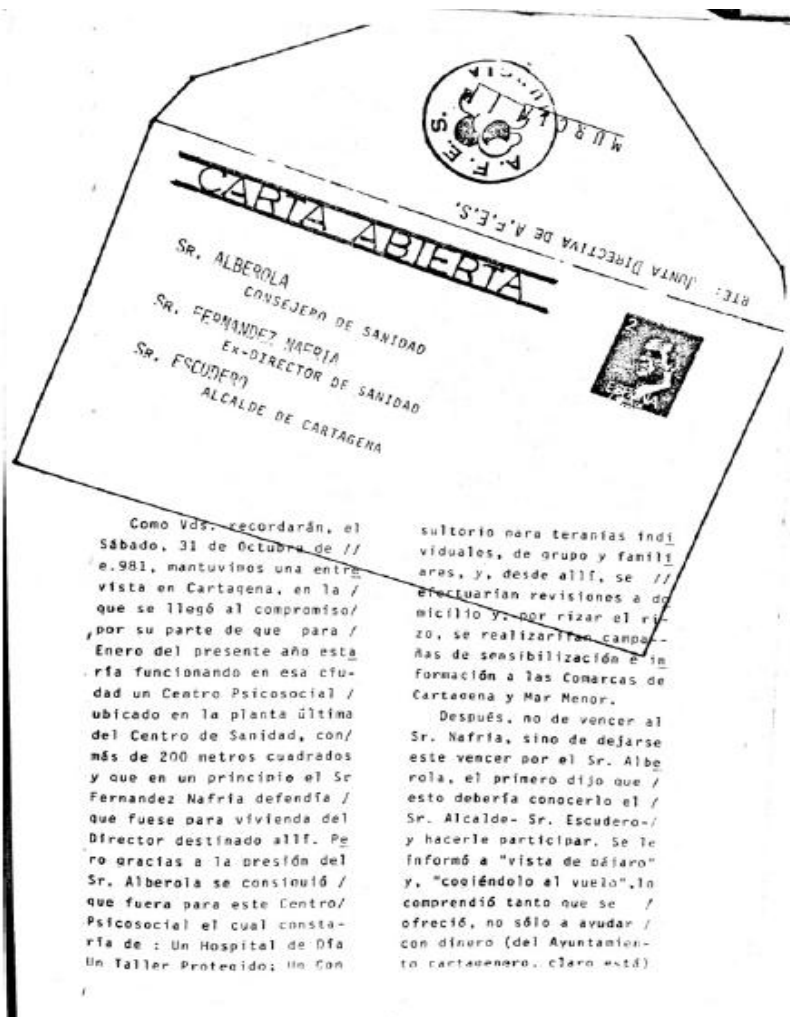 A.F.E.S.
MURCIA
RTE: JUNTA DIRECTIVA DE A.F.E.S.
CARTA ABIERTA
SR. ALBEROLA
CONSEJERO DE SANIDAD
SR. FERNANDEZ NAFRIA
Ex-DIRECTOR DE SANIDAD
SR. ESCUDERO
ALCALDE DE CARTAGENA
2
ESPAÑA
Como Vds. recordarán, el
Sábado, 31 de Octubre de //
e.981, mantuvimos una entre
vista en Cartagena, en la /
que se llegó al compromiso/
por su parte de que para /
Enero del presente año esta
ría funcionando en esa ciu-
dad un Centro Psicosocial /
ubicado en la planta última
del Centro de Sanidad, con/
más de 200 metros cuadrados
y que en un principio el Sr
Fernandez Nafria defendía /
que fuese para vivienda del
Director destinado allí. Pe
ro gracias a la presión del
Sr. Alberola se consiguió /
que fuera para este Centro/
Psicosocial el cual consta-
ría de : Un Hospital de Día
Un Taller Protegido; Un Con
sultorio para terapias indi
viduales, de grupo y famili
ares, y, desde allí, se //
efectuarían revisiones a do
micilio y, por rizar el ri-
zo, se realizarían campa--
ñas de sensibilización e in
formación a las Comarcas de
Cartagena y Mar Menor.
Después, no de vencer al
Sr. Nafria, sino de dejarse
este vencer por el Sr. Albe
rola, el primero dijo que /
esto debería conocerlo el /
Sr. Alcalde- Sr. Escudero-/
y hacerle participar. Se le
informó a "vista de pájaro"
y, "cogiéndolo al vuelo",lo
comprendió tanto que se /
ofreció, no sólo a ayudar /
con dinero (del Ayuntamien-
to cartagenero, claro está)